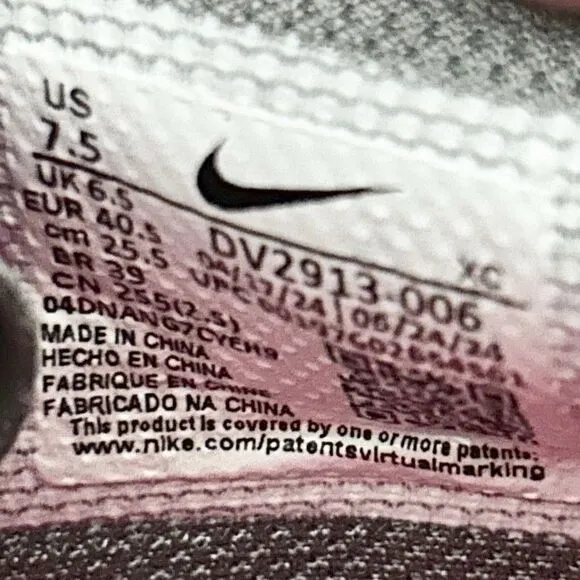 US
7.5
UK 6.5
EUR 40.5
cm 25.5
BR 39
CN 255(2.5)
DV2913-006
XC
04/17/24 | 06/24/24
UPC
MADE IN CHINA
HECHO EN CHINA
FABRIQUE EN CHINE
FABRICADO NA CHINA
This product is covered by one or more patents:
www.nike.com/patentsvirtualmarking